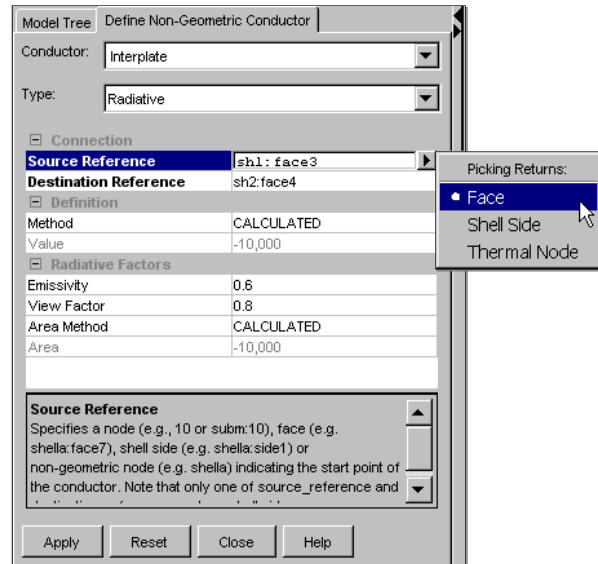 Model Tree Define Non-Geometric Conductor
Conductor: Interplate
Type: Radiative
Connection
Source Reference sh1:face3
Destination Reference sh2:face4
Definition
Method CALCULATED
Value -10,000
Radiative Factors
Emissivity 0.6
View Factor 0.8
Area Method CALCULATED
Area -10,000
Source Reference
Specifies a node (e.g., 10 or subm:10), face (e.g.
shella:face7), shell side (e.g. shella:side1) or
non-geometric node (e.g. shella) indicating the start point of
the conductor. Note that only one of source_reference and
Apply Reset Close Help
Picking Returns:
Face
Shell Side
Thermal Node